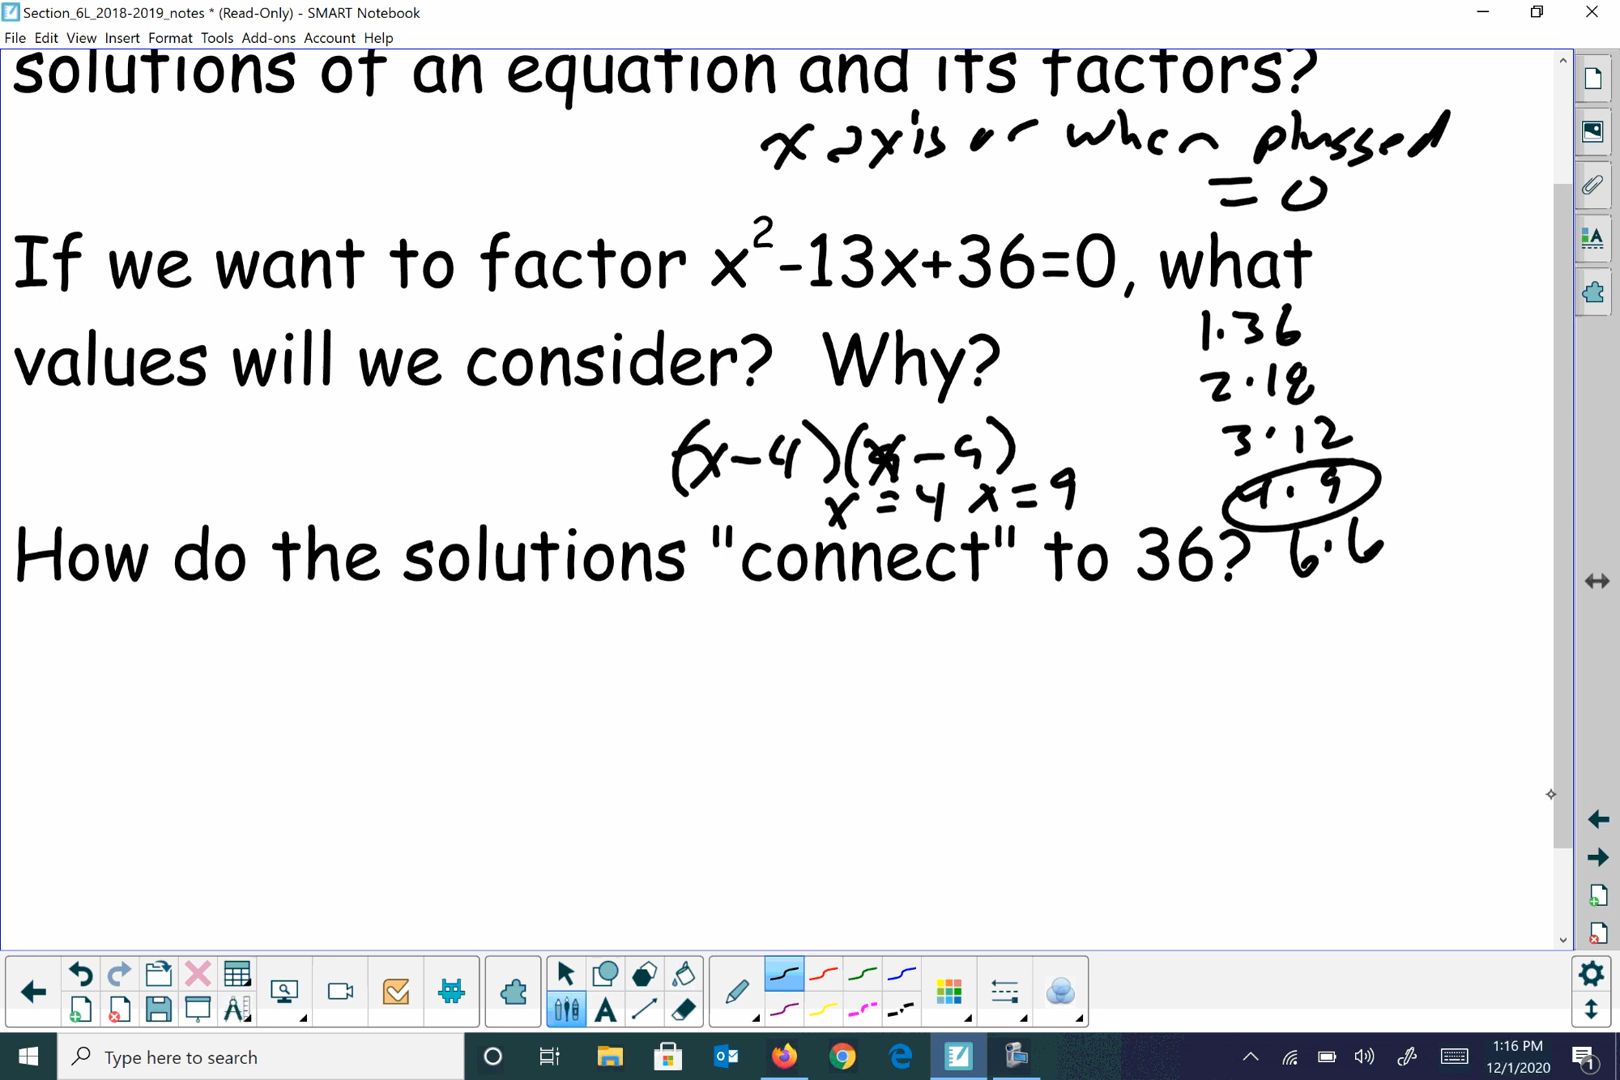 Section_6L_2018-2019_notes * (Read-Only) - SMART Notebook
File Edit View Insert Format Tools Add-ons Account Help
solutions of an equation and its factors?
x axis or when plussed
= 0
If we want to factor x²-13x+36=0, what
1·36
values will we consider? Why?
2·18
3·12
(x-4)(x-9)
4·9
x=4 x=9
How do the solutions "connect" to 36?
6·6
Type here to search
1:16 PM
12/1/2020
1